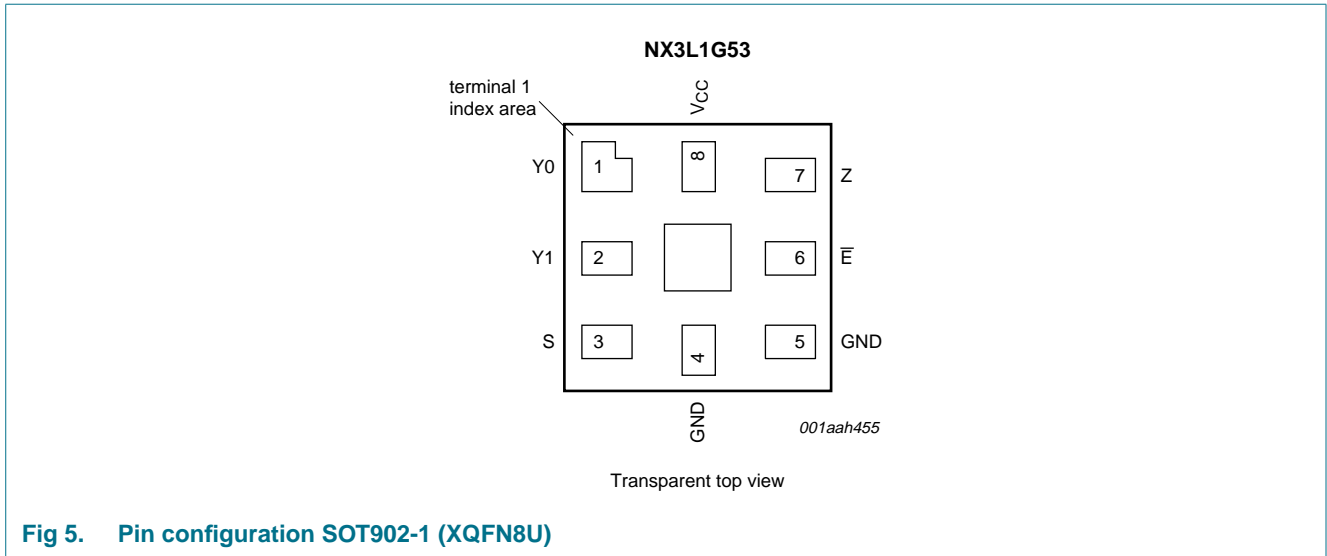 NX3L1G53
terminal 1
index area
VCC
Y0
1
8
7
Z
Y1
2
6
E̅
S
3
4
5
GND
GND
001aah455
Transparent top view
Fig 5. Pin configuration SOT902-1 (XQFN8U)